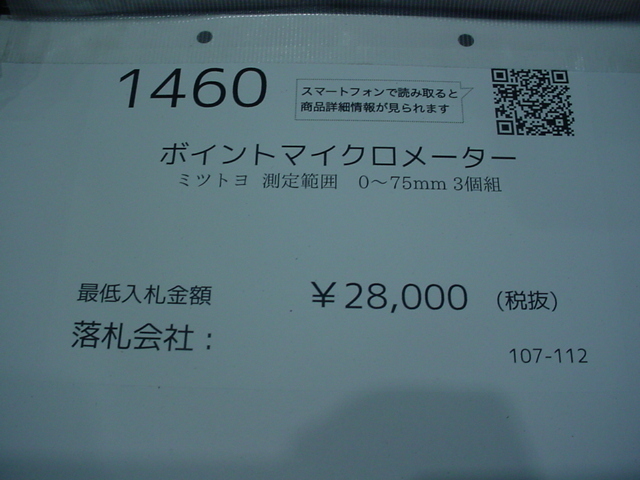 1460
スマートフォンで読み取ると
商品詳細情報が見られます
ポイントマイクロメーター
ミツトヨ 測定範囲 0～75mm 3個組
最低入札金額 ￥28,000 (税抜)
落札会社：
107-112